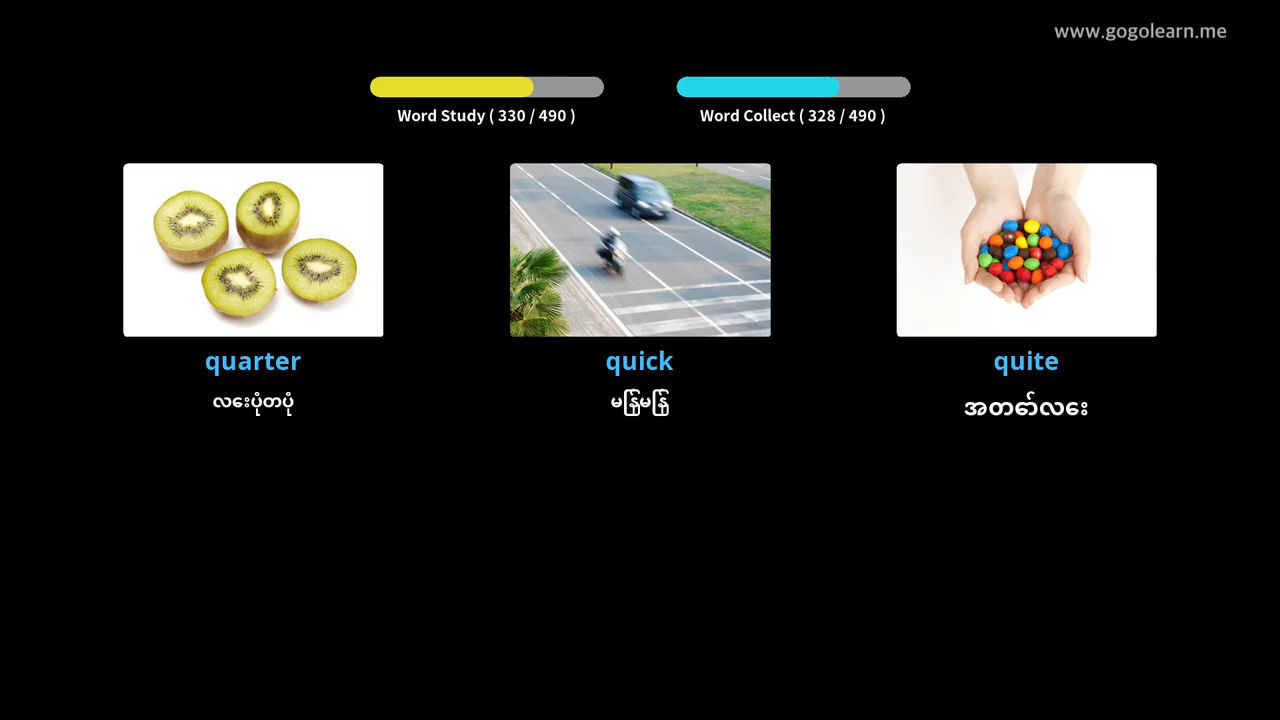 www.gogolearn.me
Word Study ( 330 / 490 )
Word Collect ( 328 / 490 )
quarter
quick
quite
လးေပုံတပုံ
မန်ြမန်ြ
အတာ်ေလးေ